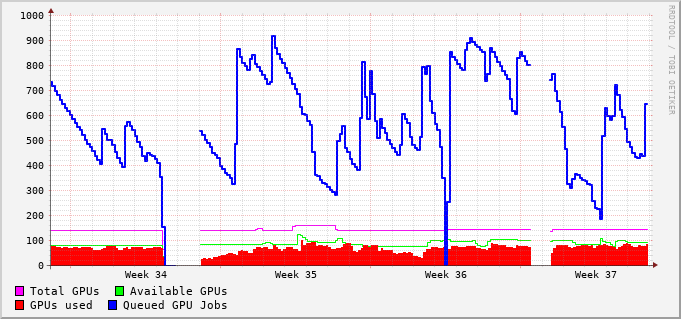 1000
900
800
700
600
500
400
300
200
100
0
Week 34 Week 35 Week 36 Week 37
Total GPUs Available GPUs
GPUs used Queued GPU Jobs
RRDTOOL / TOBI OETIKER